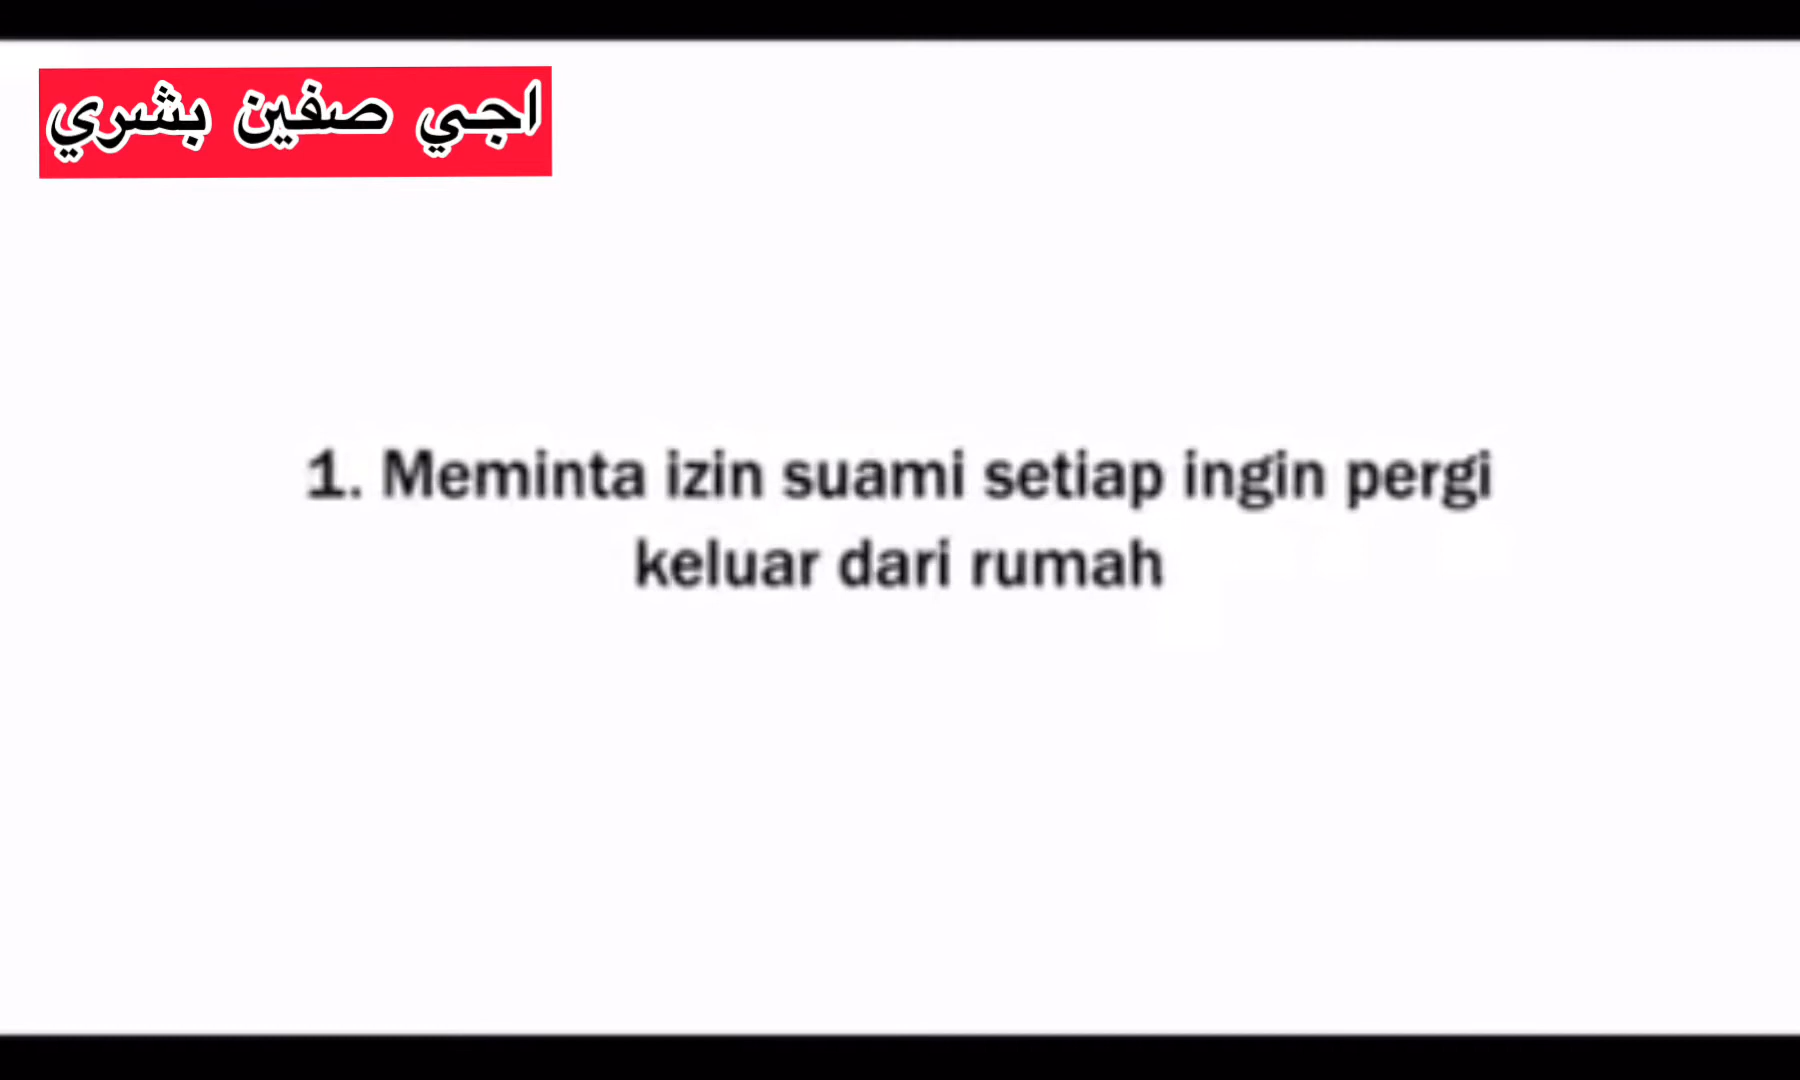 اجي صفين بشري
1. Meminta izin suami setiap ingin pergi
keluar dari rumah